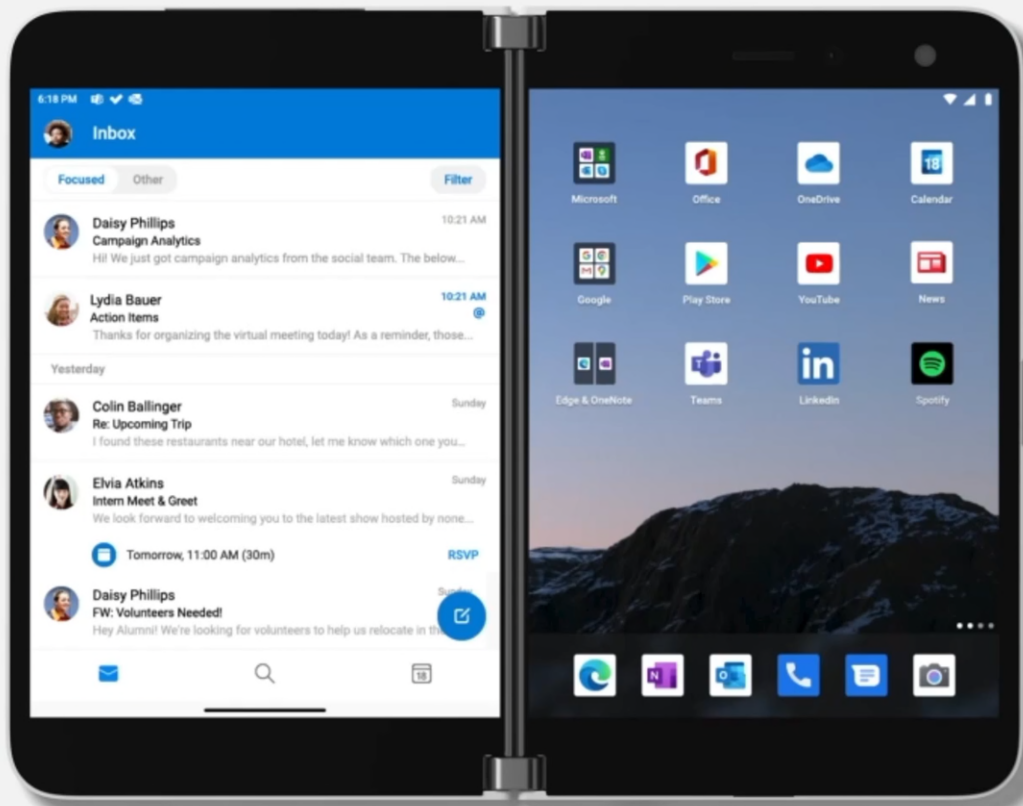 6:18 PM
Inbox
Focused Other Filter
Daisy Phillips 10:21 AM
Campaign Analytics
Hi! We just got campaign analytics from the social team. The below...
Lydia Bauer 10:21 AM
Action Items @
Thanks for organizing the virtual meeting today! As a reminder, those...
Yesterday
Colin Ballinger Sunday
Re: Upcoming Trip
I found these restaurants near our hotel, let me know which one you...
Elvia Atkins Sunday
Intern Meet & Greet
We look forward to welcoming you to the latest show hosted by none...
Tomorrow, 11:00 AM (30m) RSVP
Daisy Phillips Sunday
FW: Volunteers Needed!
Hey Alumni! We're looking for volunteers to help us relocate in the
18
18
Microsoft Office OneDrive Calendar
Google Play Store YouTube News
in
Edge & OneNote Teams LinkedIn Spotify
N O